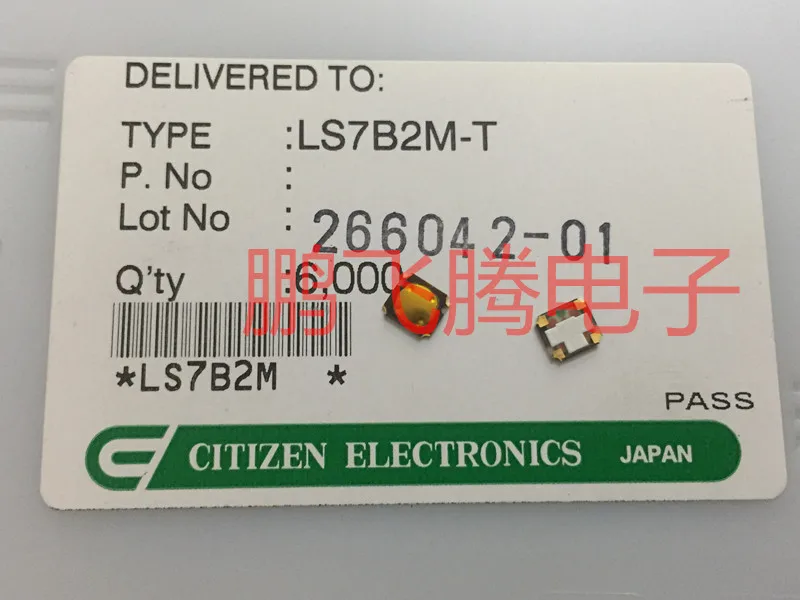 DELIVERED TO:
TYPE :LS7B2M-T
P. No :
Lot No : 266042-01
Q'ty :6,000
鹏飞腾电子
*LS7B2M *
PASS
CITIZEN ELECTRONICS JAPAN